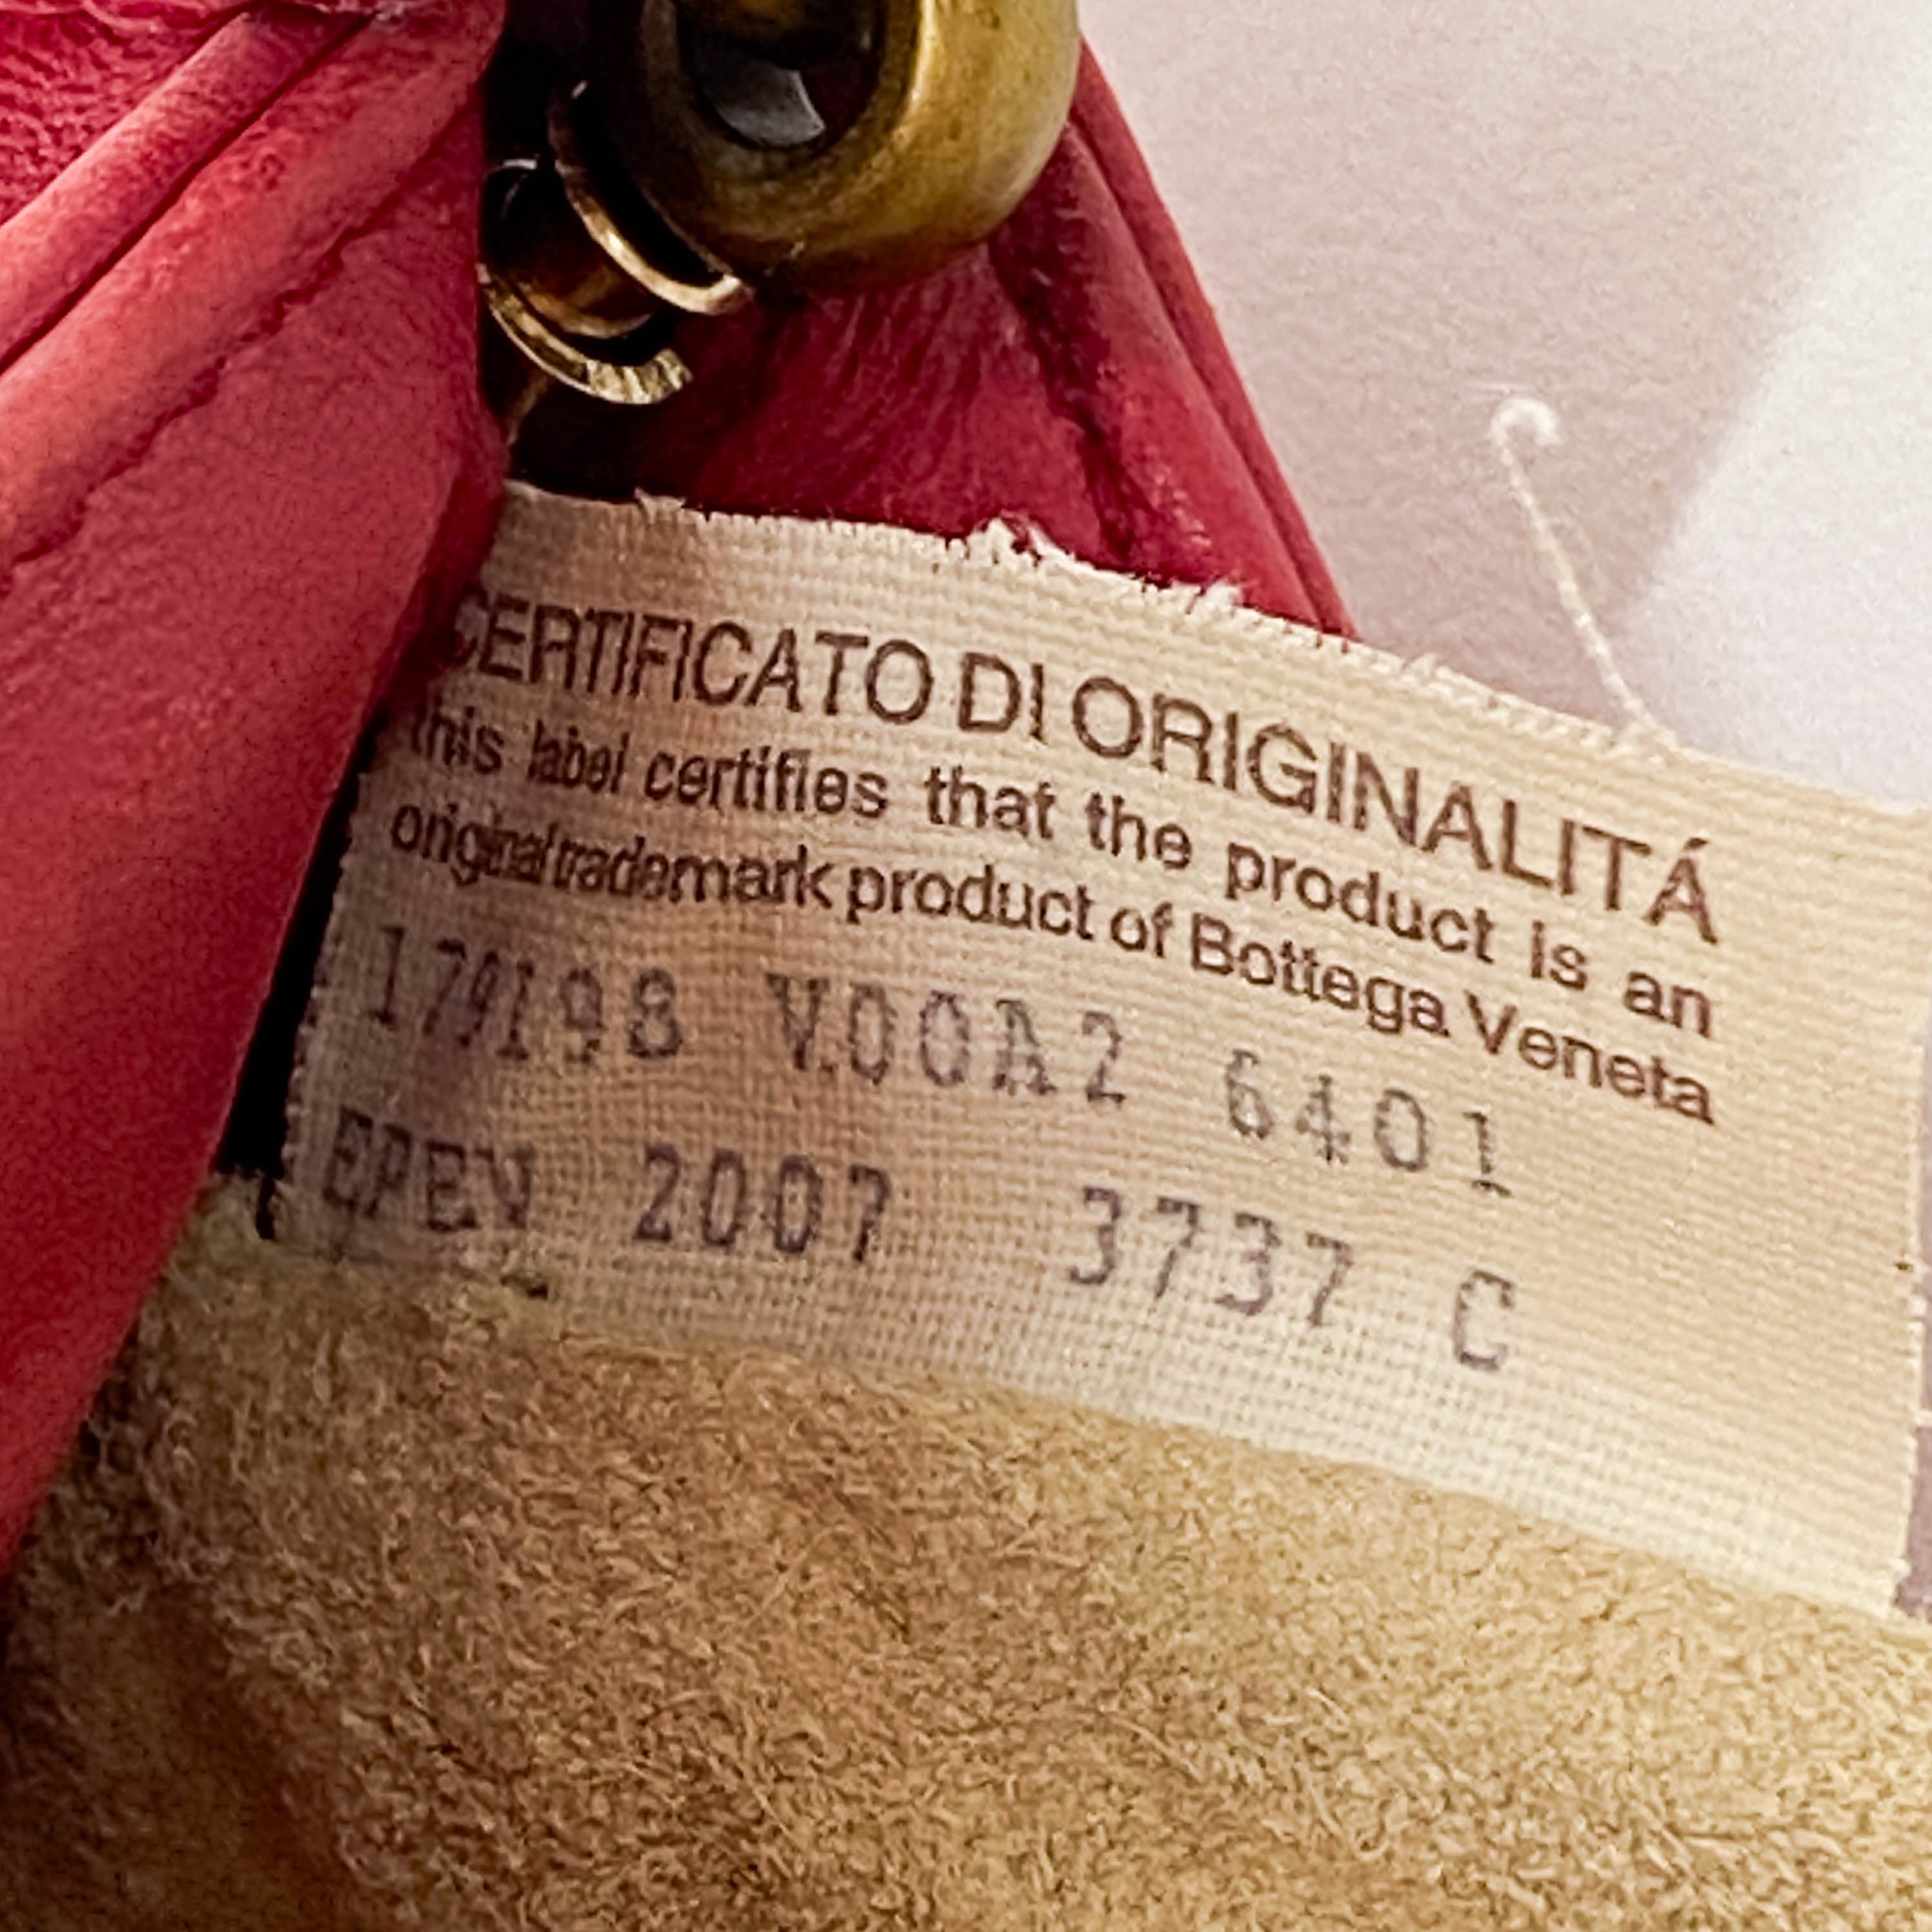 CERTIFICATO DI ORIGINALITÁ
this label certifies that the product is an
original trademark product of Bottega Veneta
179198 V00A2 6401
EPEV 2007 3737 C